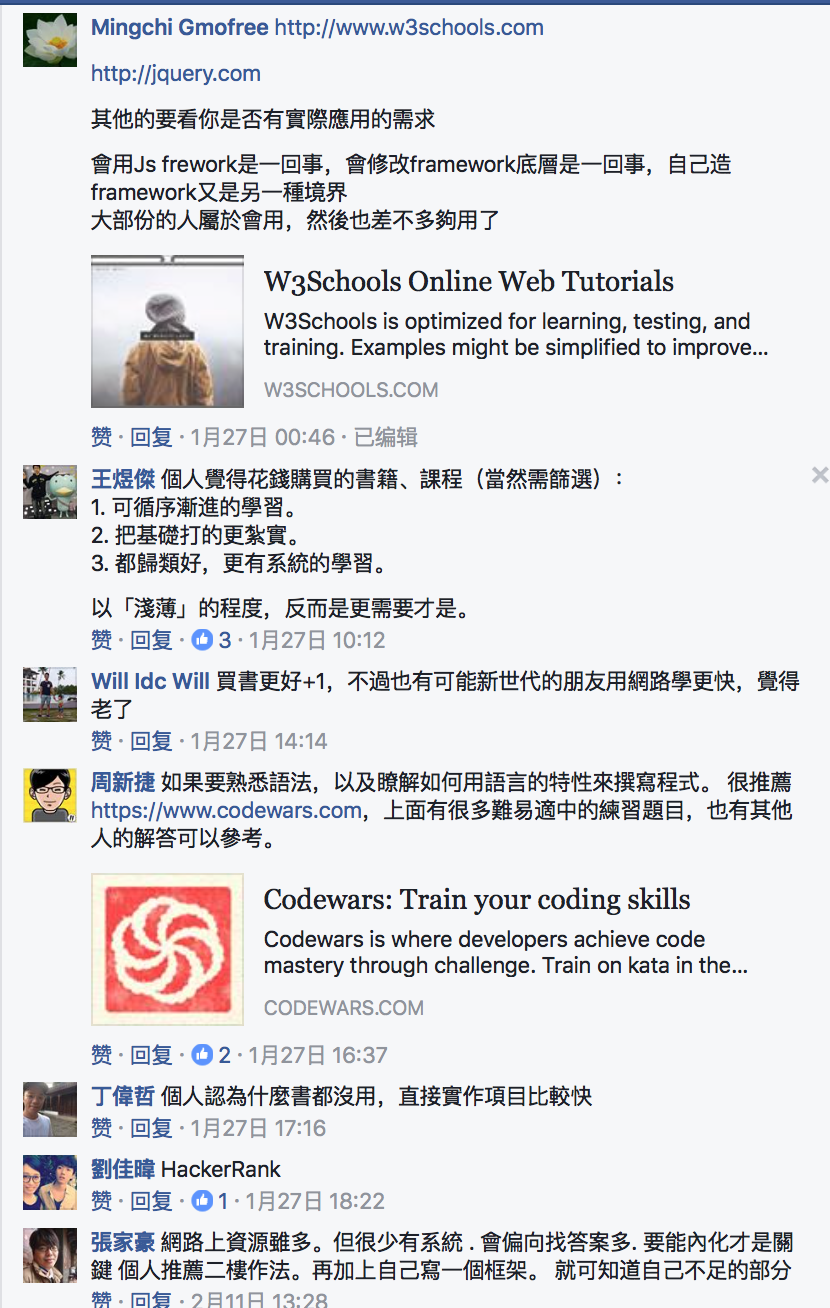 Mingchi Gmofree http://www.w3schools.com
http://jquery.com
其他的要看你是否有實際應用的需求
會用Js frework是一回事，會修改framework底層是一回事，自己造
framework又是另一種境界
大部份的人屬於會用，然後也差不多夠用了
W3Schools Online Web Tutorials
W3Schools is optimized for learning, testing, and
training. Examples might be simplified to improve...
W3SCHOOLS.COM
赞 · 回复 · 1月27日 00:46 · 已编辑
王煜傑 個人覺得花錢購買的書籍、課程（當然需篩選）：
1. 可循序漸進的學習。
2. 把基礎打的更紮實。
3. 都歸類好，更有系統的學習。
以「淺薄」的程度，反而是更需要才是。
赞 · 回复 · 3 · 1月27日 10:12
Will Idc Will 買書更好+1，不過也有可能新世代的朋友用網路學更快，覺得
老了
赞 · 回复 · 1月27日 14:14
周新捷 如果要熟悉語法，以及瞭解如何用語言的特性來撰寫程式。 很推薦
https://www.codewars.com，上面有很多難易適中的練習題目，也有其他
人的解答可以參考。
Codewars: Train your coding skills
Codewars is where developers achieve code
mastery through challenge. Train on kata in the...
CODEWARS.COM
赞 · 回复 · 2 · 1月27日 16:37
丁偉哲 個人認為什麼書都沒用，直接實作項目比較快
赞 · 回复 · 1月27日 17:16
劉佳暐 HackerRank
赞 · 回复 · 1 · 1月27日 18:22
張家豪 網路上資源雖多。但很少有系統 . 會偏向找答案多. 要能內化才是關
鍵 個人推薦二樓作法。再加上自己寫一個框架。 就可知道自己不足的部分
赞 · 回复 · 2月11日 13:28